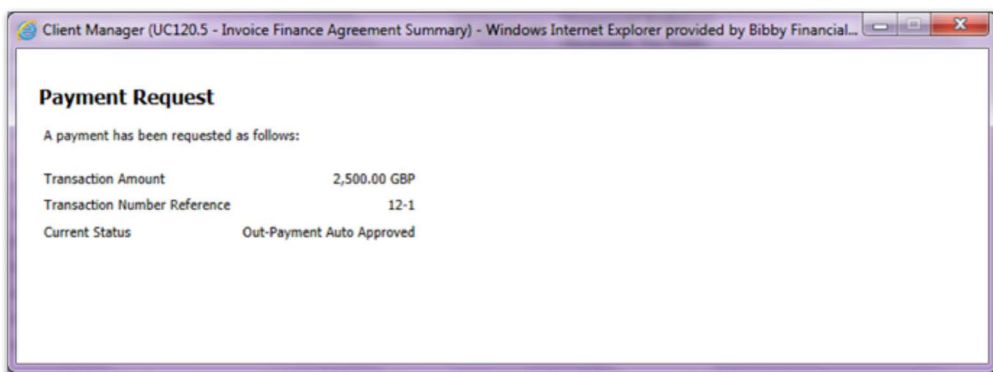 Client Manager (UC120.5 - Invoice Finance Agreement Summary) - Windows Internet Explorer provided by Bibby Financial...
Payment Request
A payment has been requested as follows:
Transaction Amount 2,500.00 GBP
Transaction Number Reference 12-1
Current Status Out-Payment Auto Approved